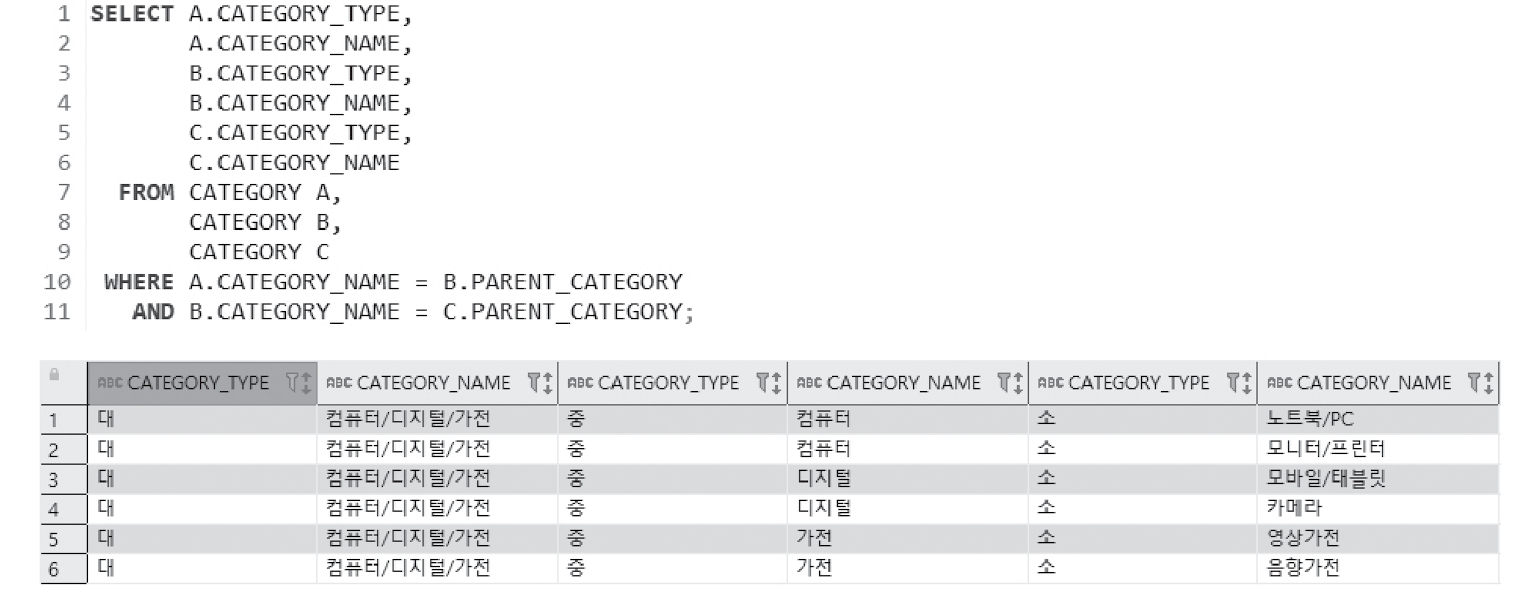 1 SELECT A.CATEGORY_TYPE,
2 A.CATEGORY_NAME,
3 B.CATEGORY_TYPE,
4 B.CATEGORY_NAME,
5 C.CATEGORY_TYPE,
6 C.CATEGORY_NAME
7 FROM CATEGORY A,
8 CATEGORY B,
9 CATEGORY C
10 WHERE A.CATEGORY_NAME = B.PARENT_CATEGORY
11 AND B.CATEGORY_NAME = C.PARENT_CATEGORY;
ABC CATEGORY_TYPE ABC CATEGORY_NAME ABC CATEGORY_TYPE ABC CATEGORY_NAME ABC CATEGORY_TYPE ABC CATEGORY_NAME
1 대 컴퓨터/디지털/가전 중 컴퓨터 소 노트북/PC
2 대 컴퓨터/디지털/가전 중 컴퓨터 소 모니터/프린터
3 대 컴퓨터/디지털/가전 중 디지털 소 모바일/태블릿
4 대 컴퓨터/디지털/가전 중 디지털 소 카메라
5 대 컴퓨터/디지털/가전 중 가전 소 영상가전
6 대 컴퓨터/디지털/가전 중 가전 소 음향가전